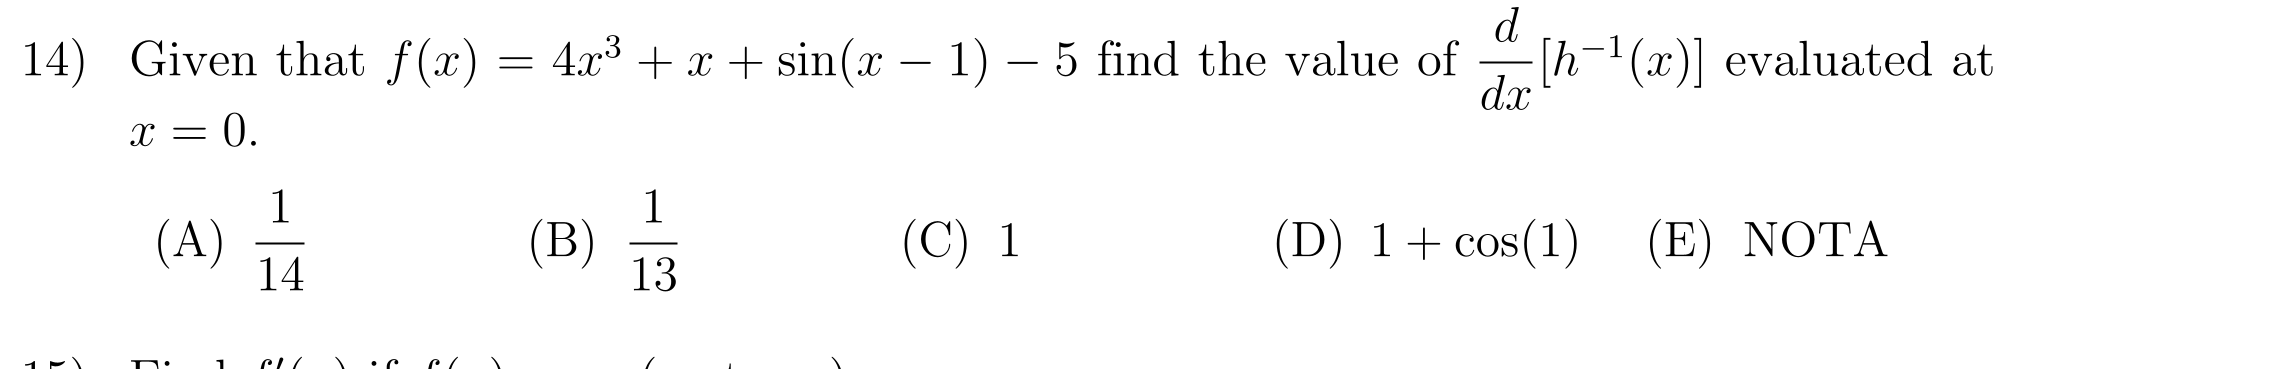 14) Given that f(x) = 4x³ + x + sin(x − 1) − 5 find the value of d/dx[h⁻¹(x)] evaluated at
x = 0.
(A) 1/14 (B) 1/13 (C) 1 (D) 1 + cos(1) (E) NOTA